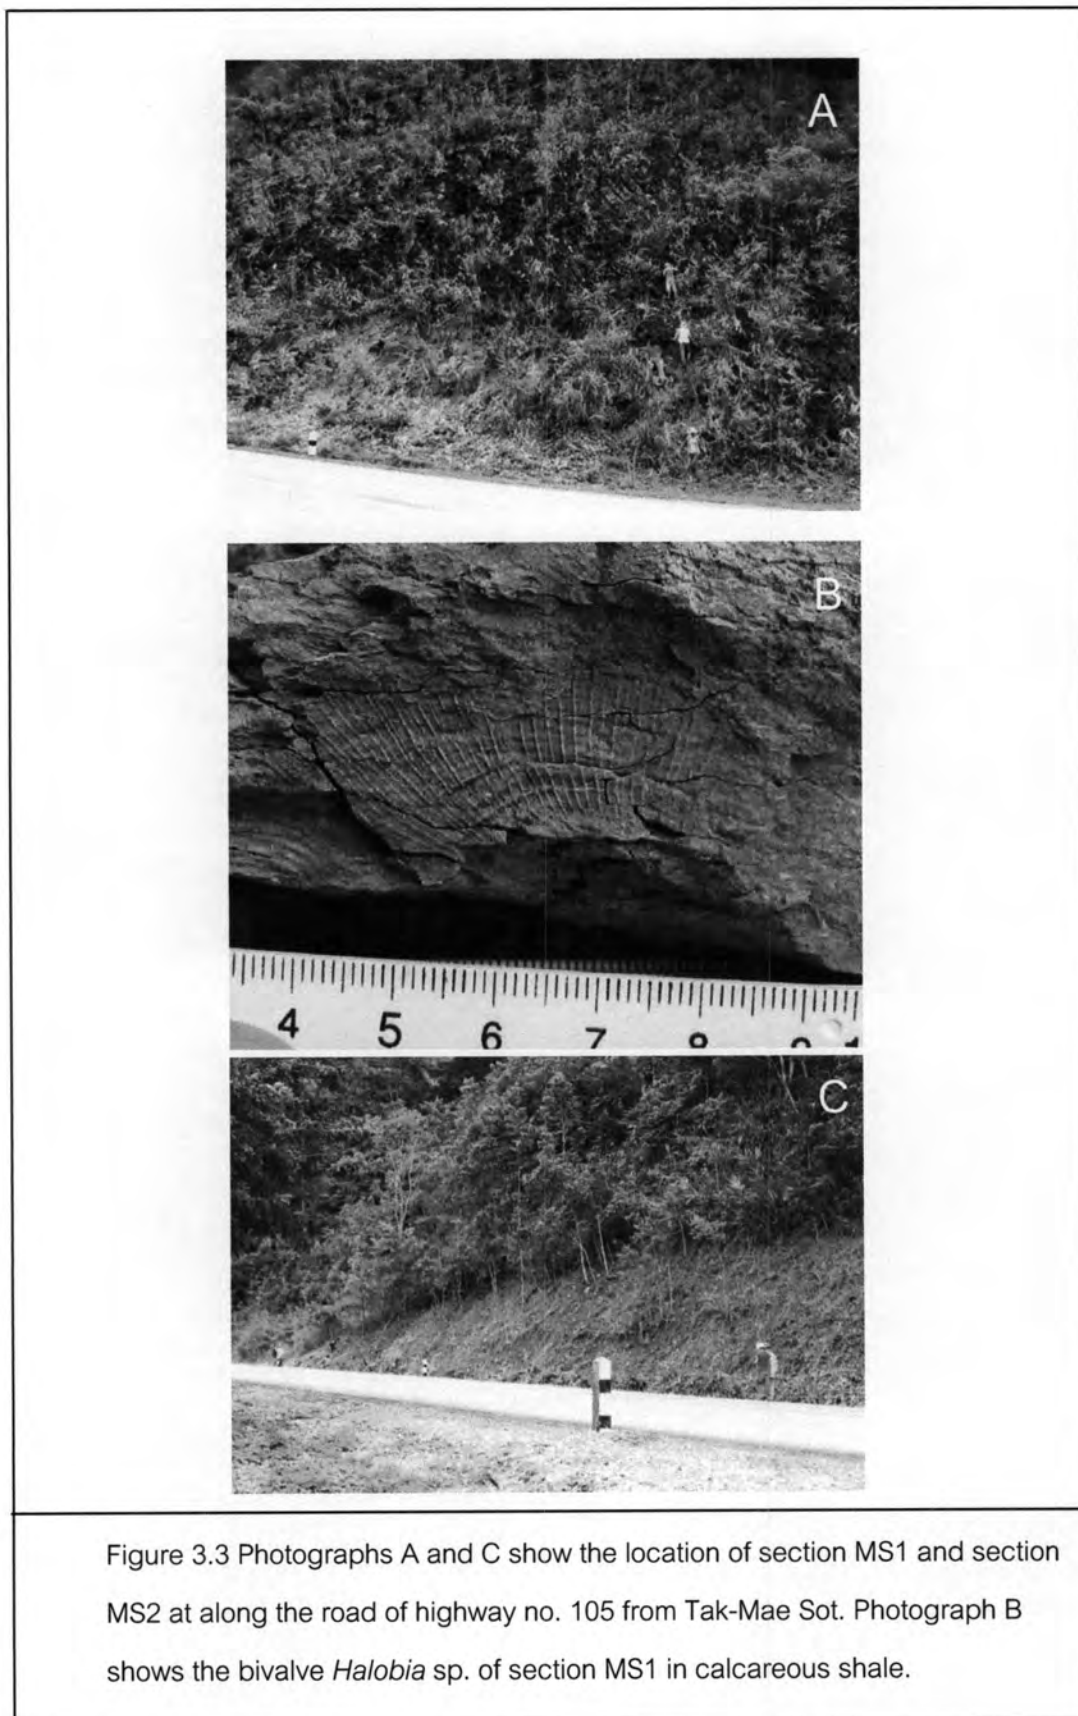 A
B
4 5 6 7
C
Figure 3.3 Photographs A and C show the location of section MS1 and section
MS2 at along the road of highway no. 105 from Tak-Mae Sot. Photograph B
shows the bivalve Halobia sp. of section MS1 in calcareous shale.